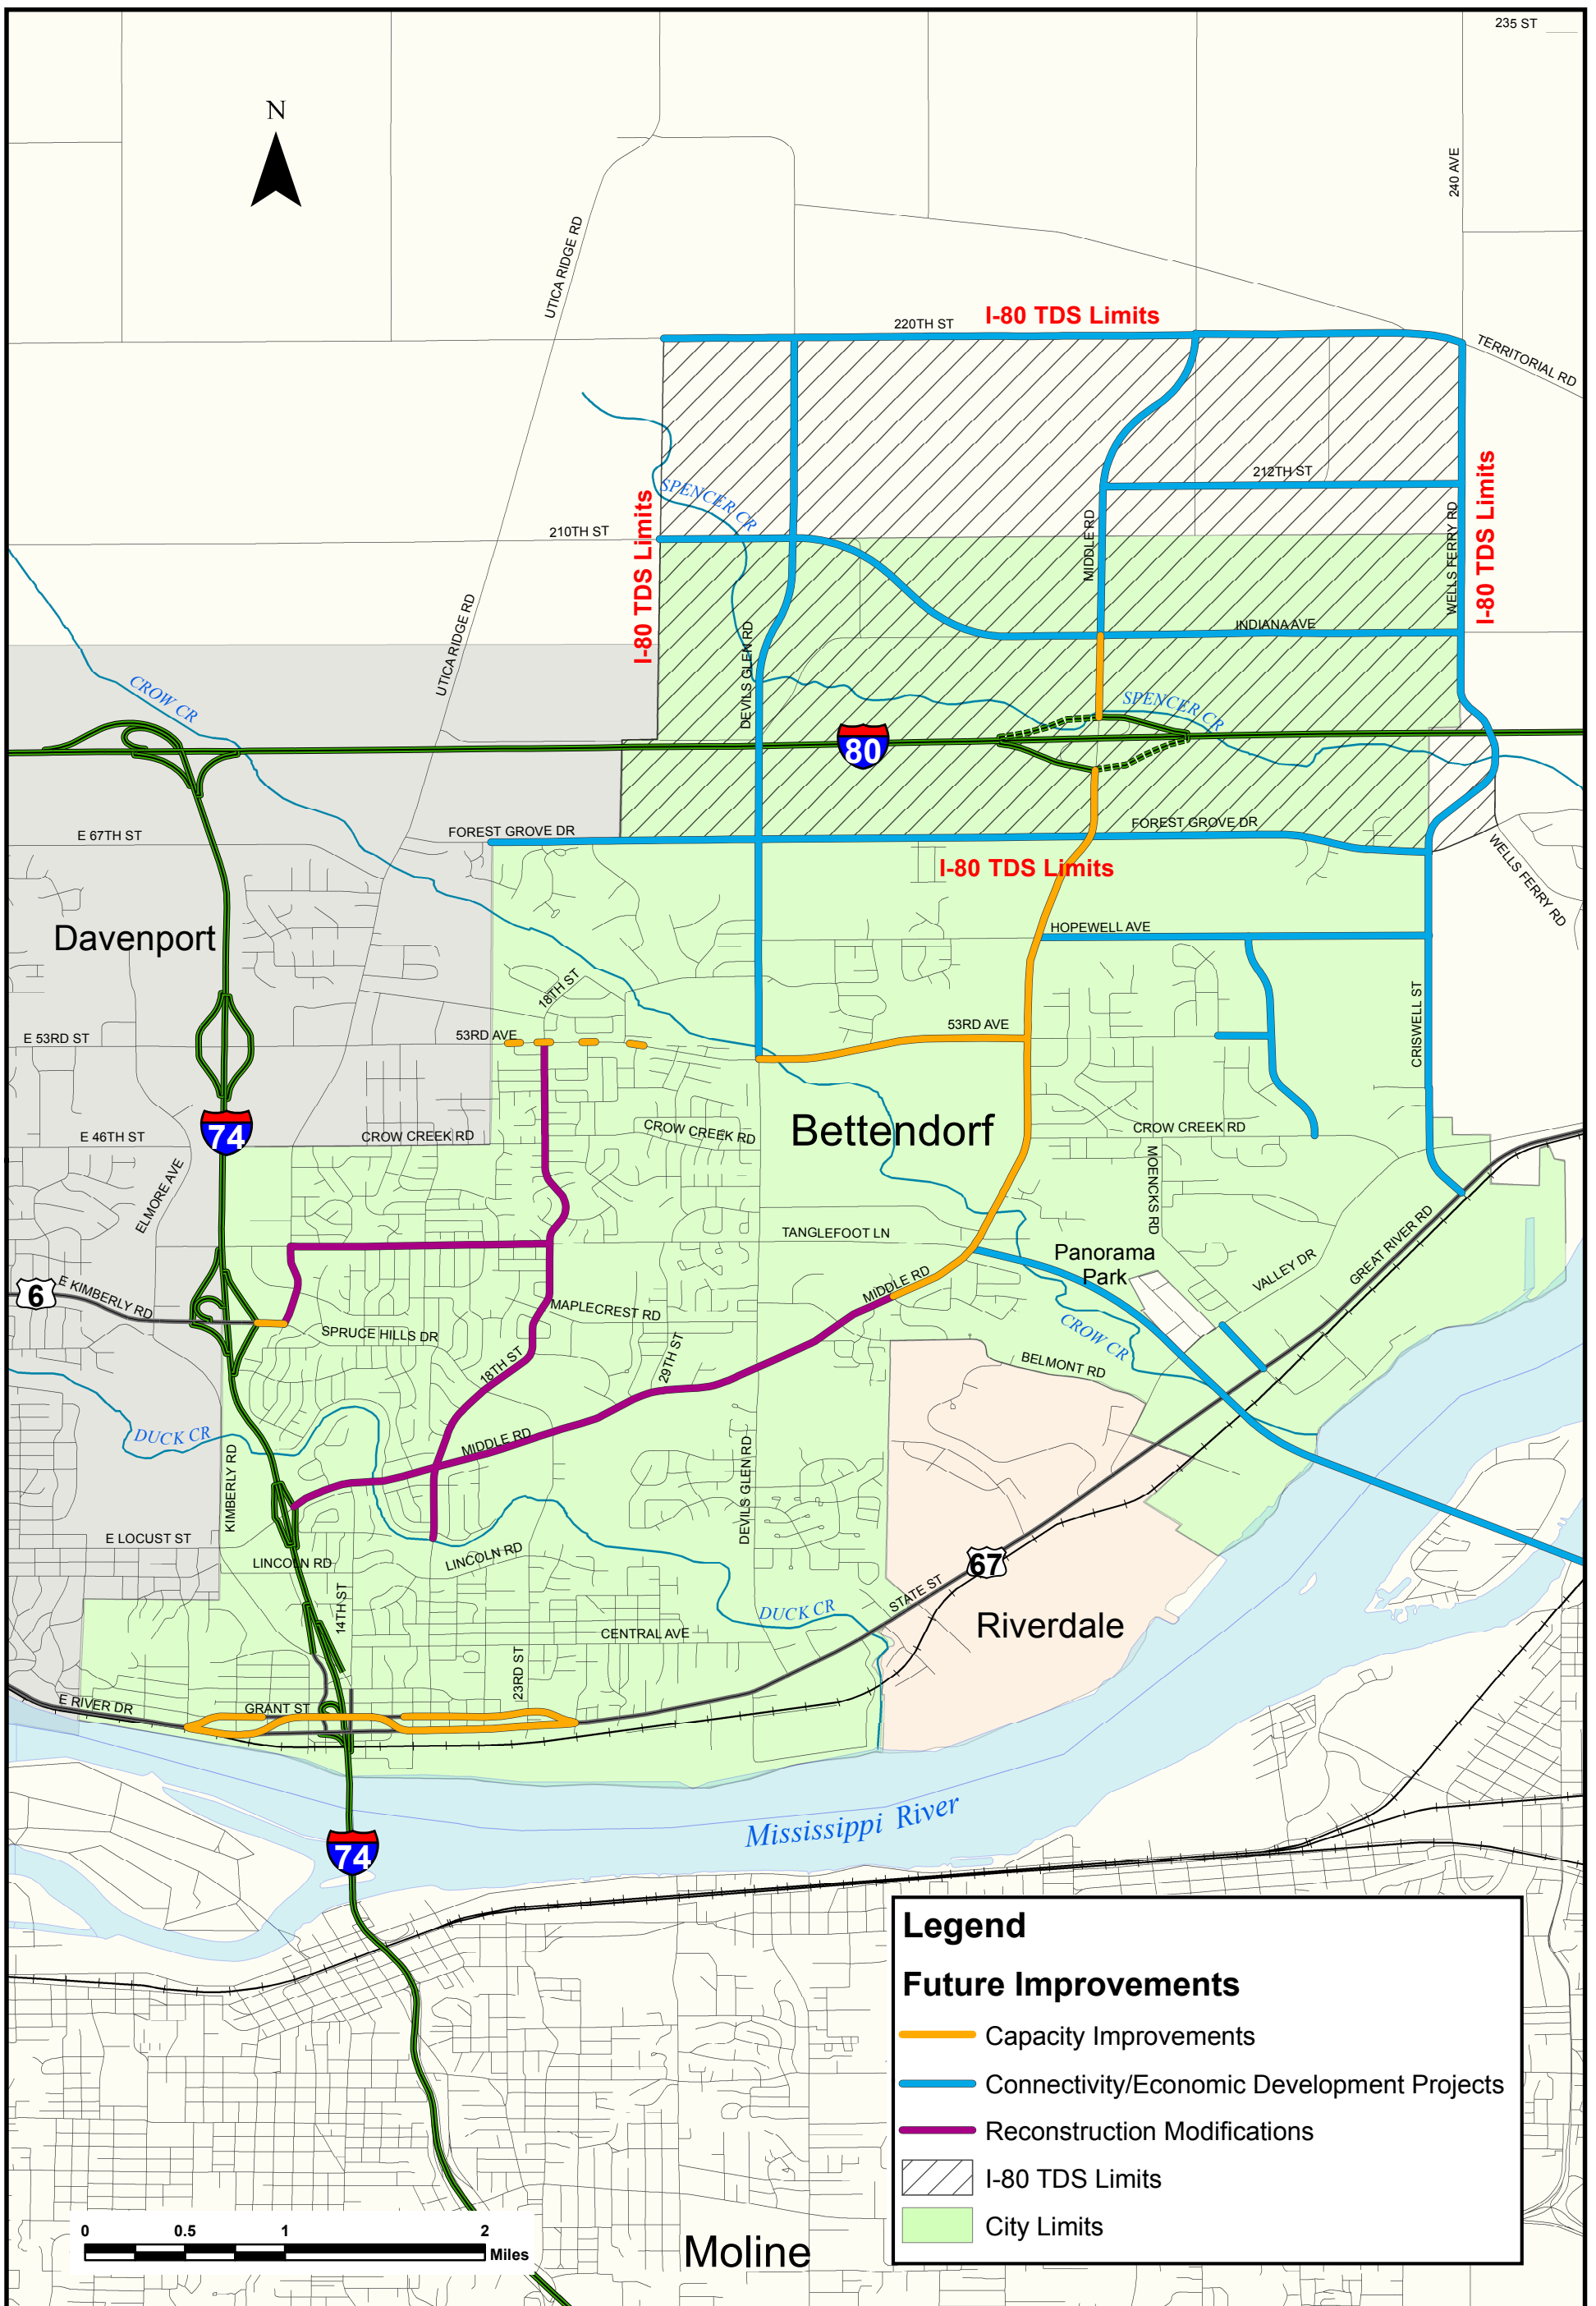 235 ST
N
240 AVE
UTICA RIDGE RD
I-80 TDS Limits
220TH ST
TERRITORIAL RD
212TH ST
SPENCER CR
I-80 TDS Limits
I-80 TDS Limits
210TH ST
MIDDLE RD
WELLS FERRY RD
UTICA RIDGE RD
INDIANA AVE
DEVILS GLEN RD
CROW CR
SPENCER CR
80
FOREST GROVE DR
FOREST GROVE DR
E 67TH ST
I-80 TDS Limits
WELLS FERRY RD
Davenport
HOPEWELL AVE
18TH ST
CRISWELL ST
53RD AVE
53RD AVE
E 53RD ST
74
Bettendorf
CROW CREEK RD
CROW CREEK RD
CROW CREEK RD
E 46TH ST
ELMORE AVE
MOENCKS RD
TANGLEFOOT LN
GREAT RIVER RD
Panorama
Park
VALLEY DR
6
E KIMBERLY RD
MIDDLE RD
MAPLECREST RD
SPRUCE HILLS DR
CROW CR
18TH ST
29TH ST
BELMONT RD
DUCK CR
MIDDLE RD
KIMBERLY RD
DEVILS GLEN RD
E LOCUST ST
LINCOLN RD
LINCOLN RD
67
14TH ST
STATE ST
DUCK CR
Riverdale
CENTRAL AVE
23RD ST
E RIVER DR
GRANT ST
Mississippi River
74
Legend
Future Improvements
Capacity Improvements
Connectivity/Economic Development Projects
Reconstruction Modifications
I-80 TDS Limits
City Limits
0 0.5 1 2
Miles
Moline